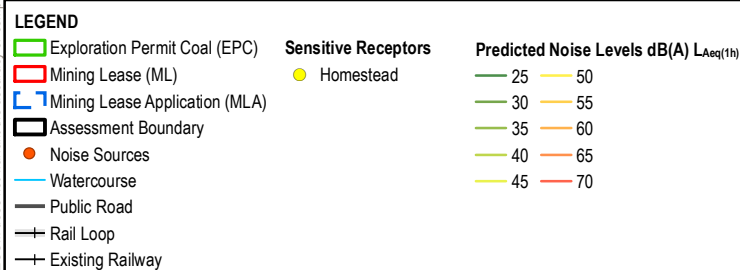 LEGEND
Exploration Permit Coal (EPC)
Mining Lease (ML)
Mining Lease Application (MLA)
Assessment Boundary
Noise Sources
Watercourse
Public Road
Rail Loop
Existing Railway
Sensitive Receptors
Homestead
Predicted Noise Levels dB(A) LAeq(1h)
25 50
30 55
35 60
40 65
45 70